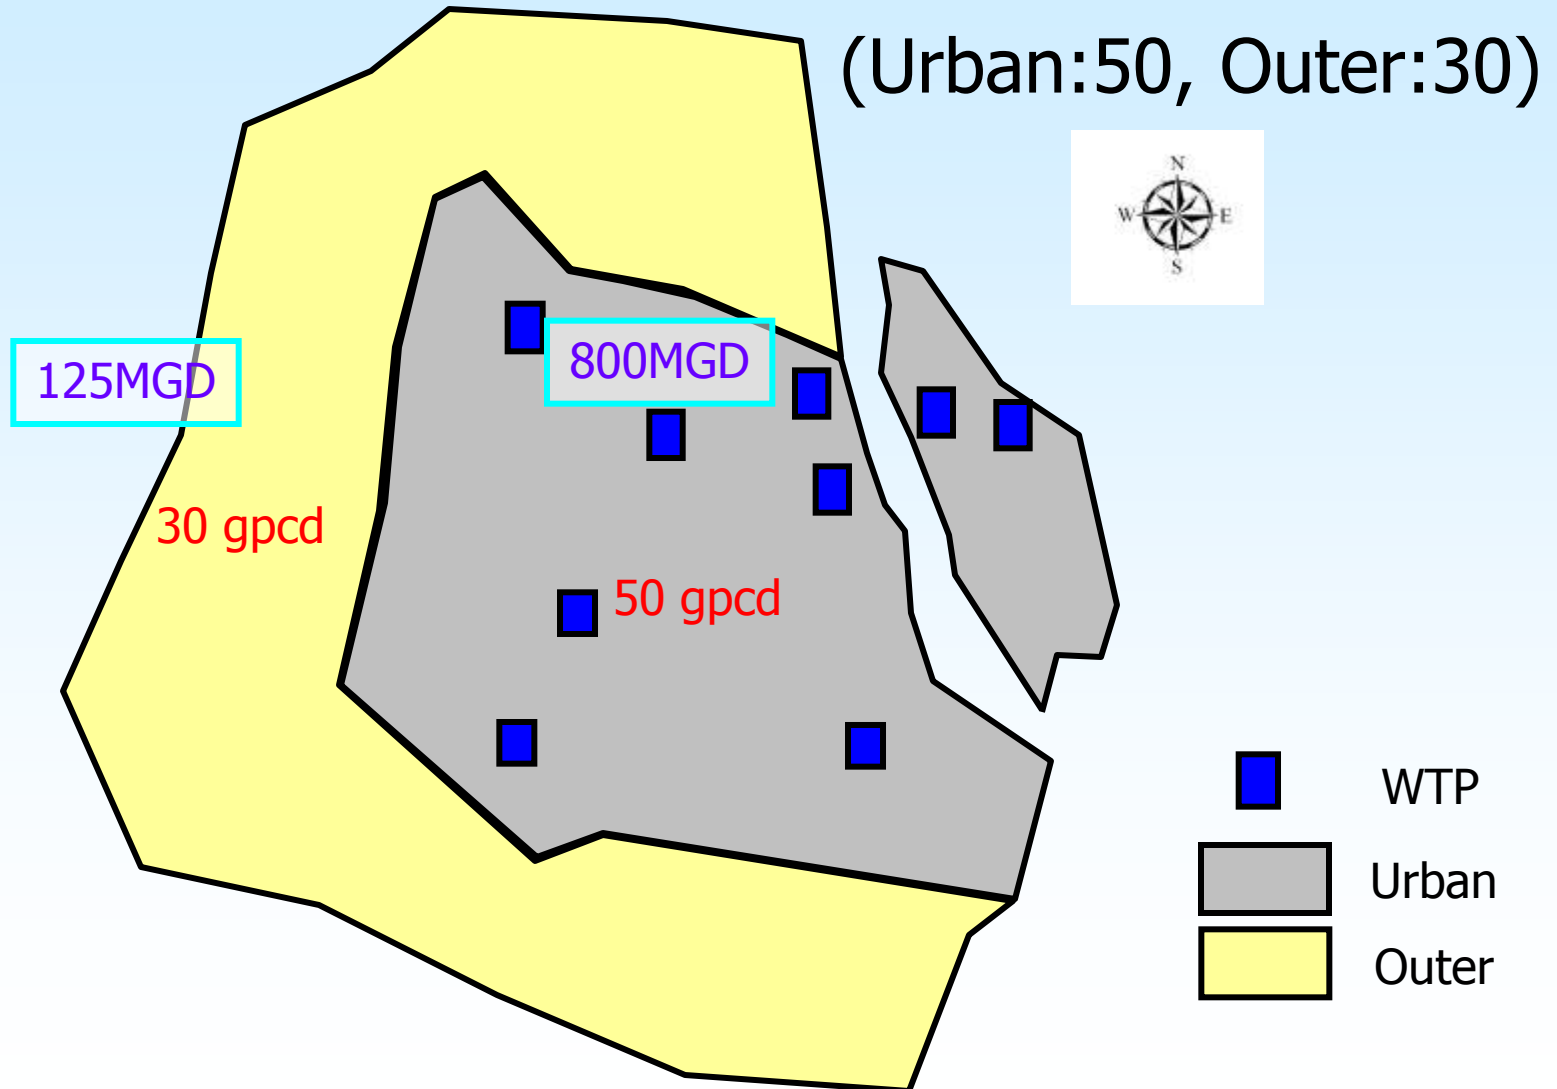 (Urban:50, Outer:30)
N
W E
S
125MGD
800MGD
30 gpcd
50 gpcd
WTP
Urban
Outer